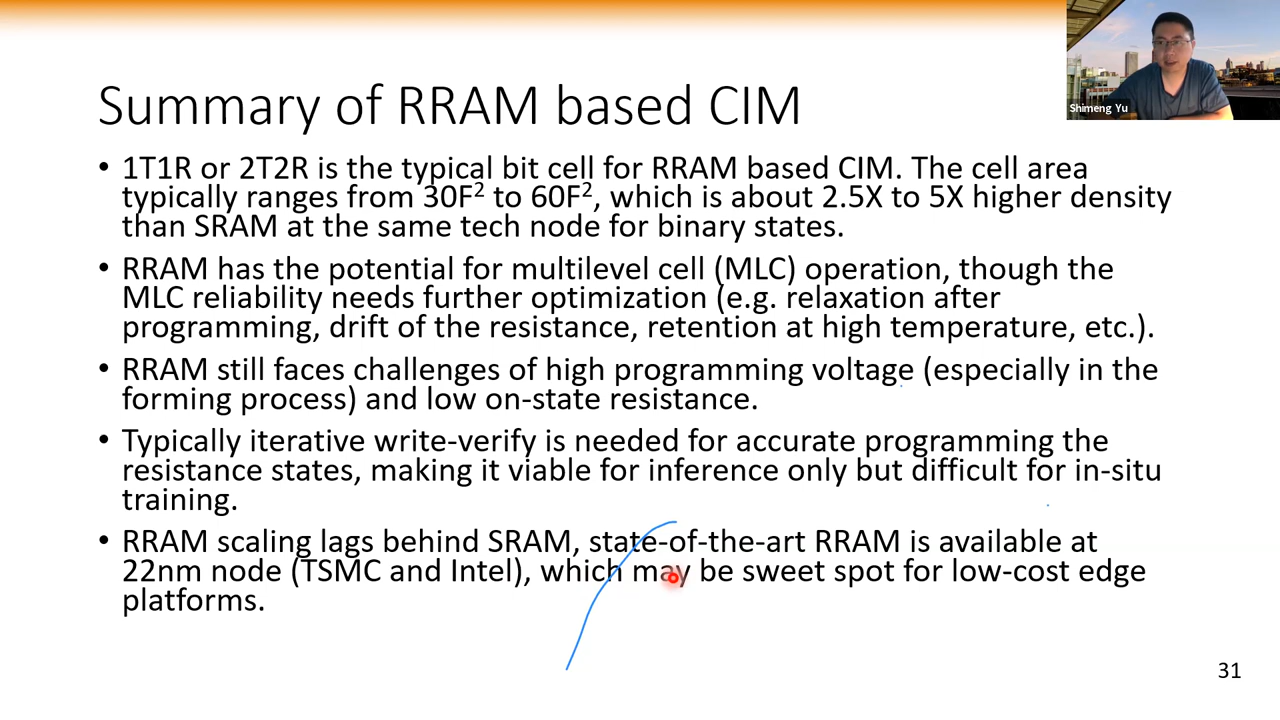 Shimeng Yu
Summary of RRAM based CIM
• 1T1R or 2T2R is the typical bit cell for RRAM based CIM. The cell area
typically ranges from 30F² to 60F², which is about 2.5X to 5X higher density
than SRAM at the same tech node for binary states.
• RRAM has the potential for multilevel cell (MLC) operation, though the
MLC reliability needs further optimization (e.g. relaxation after
programming, drift of the resistance, retention at high temperature, etc.).
• RRAM still faces challenges of high programming voltage (especially in the
forming process) and low on-state resistance.
• Typically iterative write-verify is needed for accurate programming the
resistance states, making it viable for inference only but difficult for in-situ
training.
• RRAM scaling lags behind SRAM, state-of-the-art RRAM is available at
22nm node (TSMC and Intel), which may be sweet spot for low-cost edge
platforms.
31